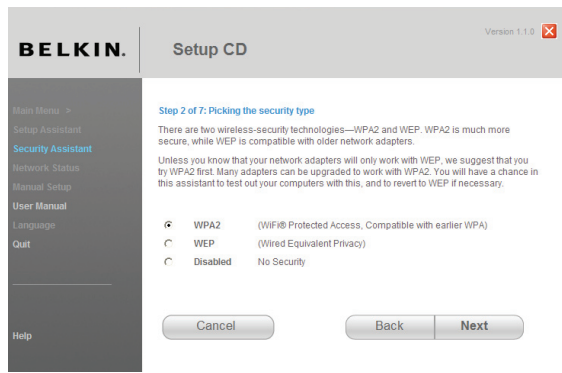 Version 1.1.0
BELKIN.
Setup CD
Main Menu >
Setup Assistant
Security Assistant
Network Status
Manual Setup
User Manual
Language
Quit
Help
Step 2 of 7: Picking the security type
There are two wireless-security technologies—WPA2 and WEP. WPA2 is much more
secure, while WEP is compatible with older network adapters.
Unless you know that your network adapters will only work with WEP, we suggest that you
try WPA2 first. Many adapters can be upgraded to work with WPA2. You will have a chance in
this assistant to test out your computers with this, and to revert to WEP if necessary.
WPA2 (WiFi® Protected Access, Compatible with earlier WPA)
WEP (Wired Equivalent Privacy)
Disabled No Security
Cancel
Back Next